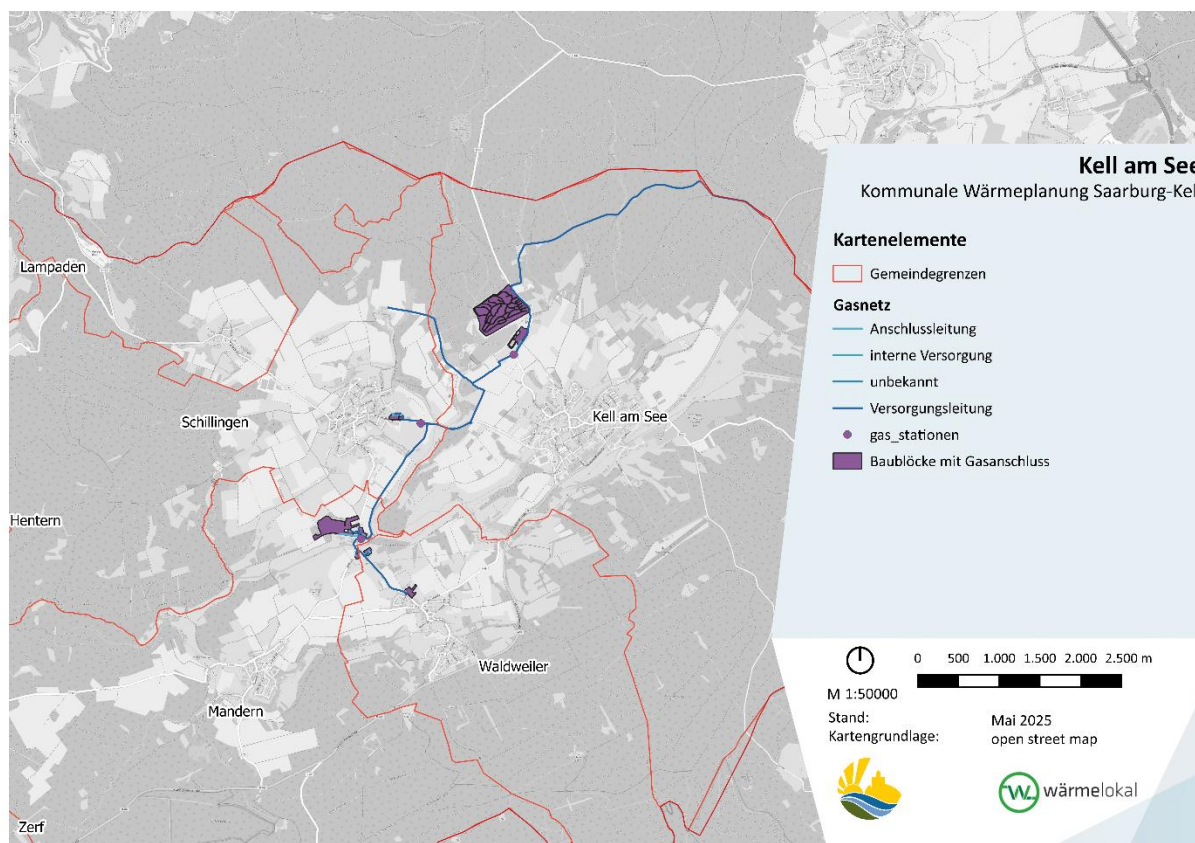 Kell am See
Kommunale Wärmeplanung Saarburg-Kell
Kartenelemente
Gemeindegrenzen
Gasnetz
Anschlussleitung
interne Versorgung
unbekannt
Versorgungsleitung
gas_stationen
Baublöcke mit Gasanschluss
Lampaden
Schillingen
Kell am See
Hentern
Waldweiler
Mandern
Zerf
0 500 1.000 1.500 2.000 2.500 m
M 1:50000
Stand: Mai 2025
Kartengrundlage: open street map
wärmelokal